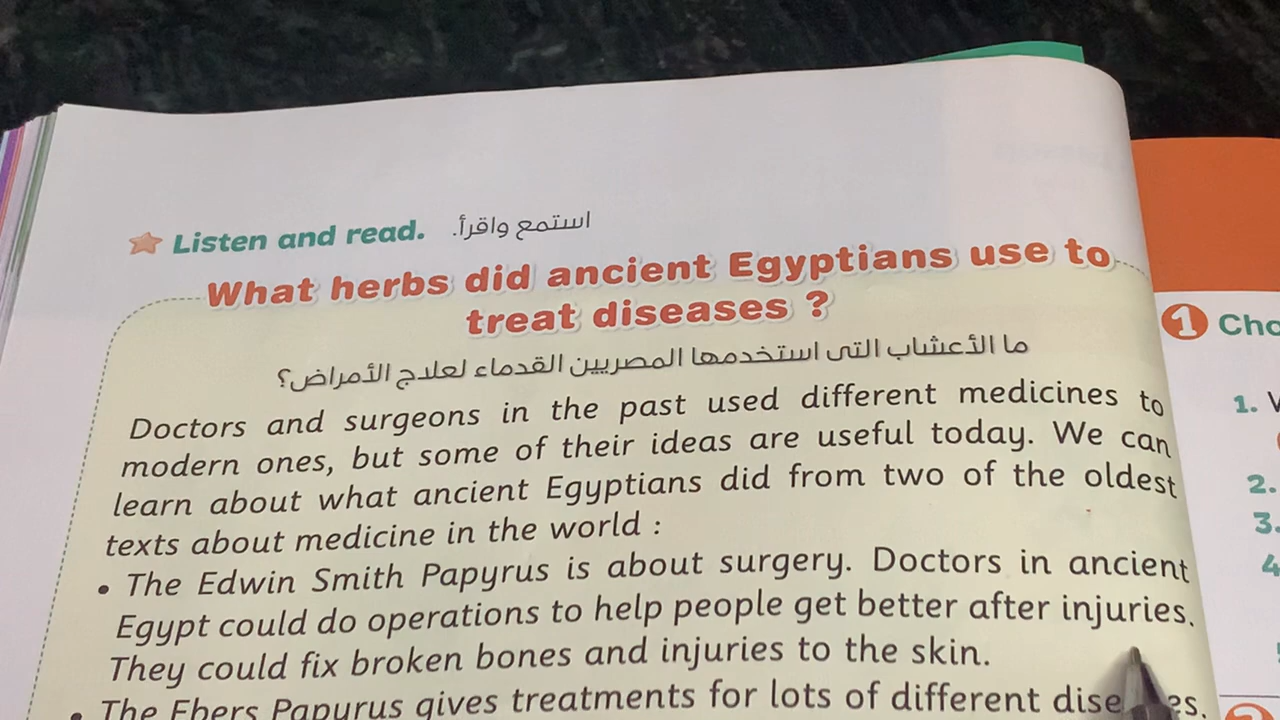 Listen and read. استمع واقرأ.
What herbs did ancient Egyptians use to
treat diseases ?
ما الأعشاب التى استخدمها المصريين القدماء لعلاج الأمراض؟
Doctors and surgeons in the past used different medicines to
modern ones, but some of their ideas are useful today. We can
learn about what ancient Egyptians did from two of the oldest
texts about medicine in the world :
• The Edwin Smith Papyrus is about surgery. Doctors in ancient
Egypt could do operations to help people get better after injuries.
They could fix broken bones and injuries to the skin.
• The Ebers Papyrus gives treatments for lots of different
1
1.
2.
3.
4